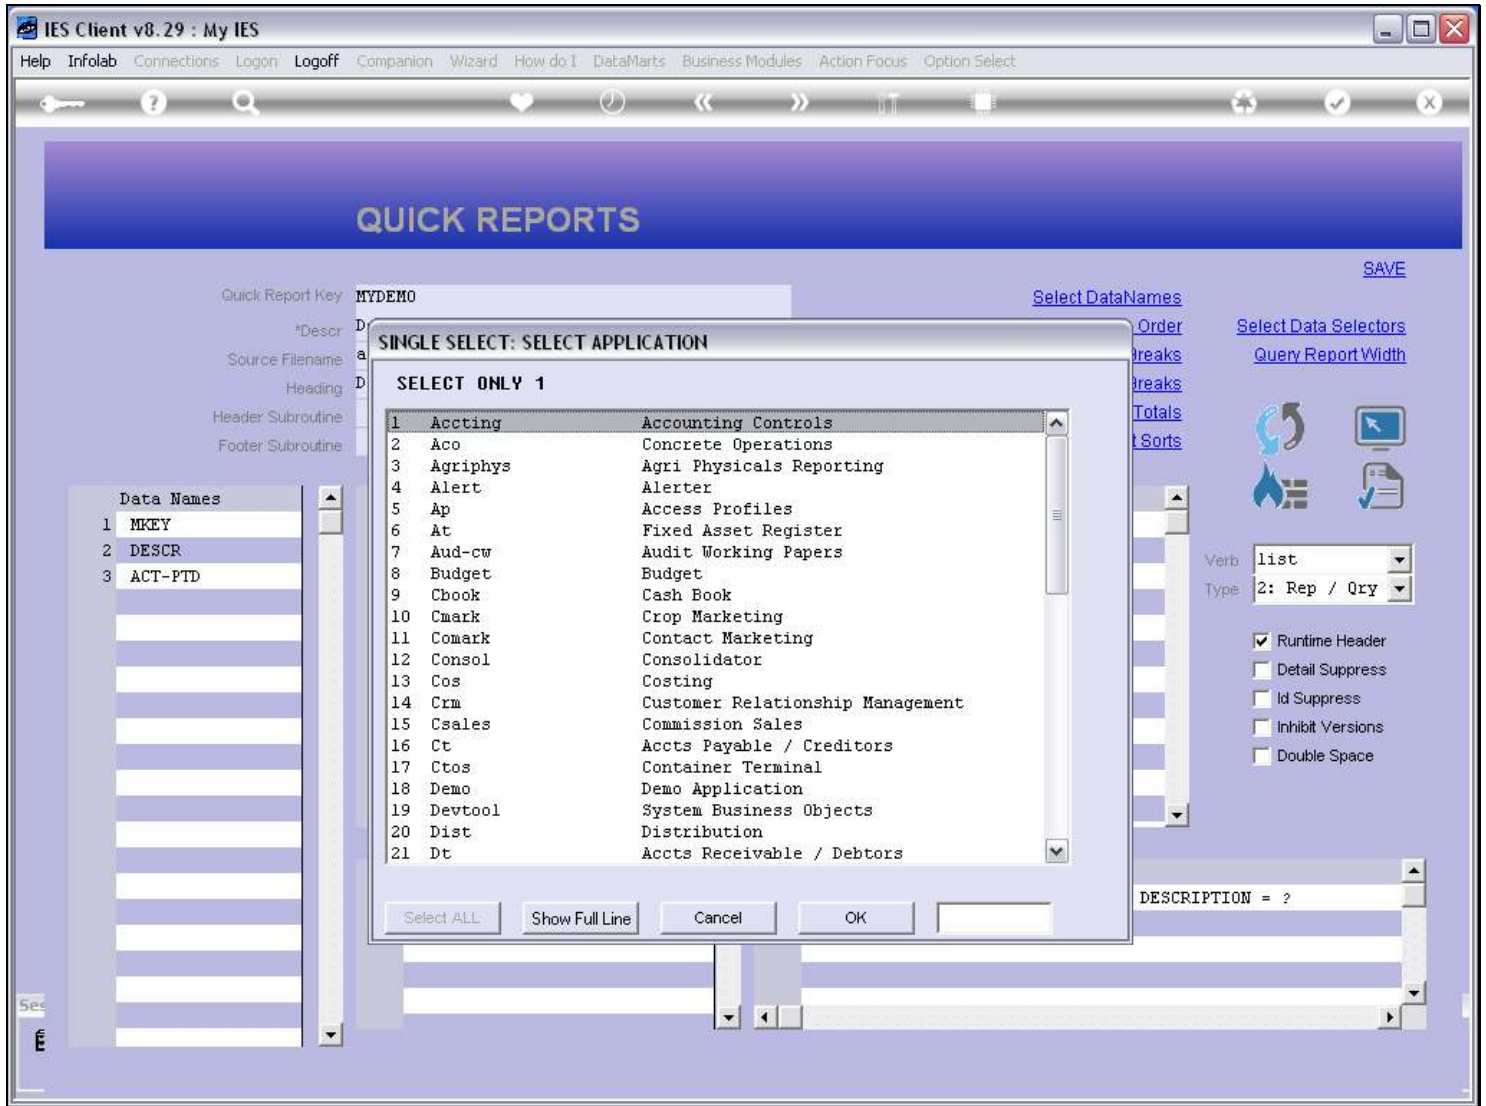 IES Client v8.29 : My IES
Help Infolab Connections Logon Logoff Companion Wizard How do I DataMarts Business Modules Action Focus Option Select
QUICK REPORTS
SAVE
Quick Report Key MYDEMO
Select DataNames
*Descr
Order
Select Data Selectors
Source Filename a
Breaks
Query Report Width
Heading D
Breaks
Header Subroutine
Totals
Footer Subroutine
t Sorts
SINGLE SELECT: SELECT APPLICATION
SELECT ONLY 1
1 Accting Accounting Controls
2 Aco Concrete Operations
3 Agriphys Agri Physicals Reporting
4 Alert Alerter
5 Ap Access Profiles
6 At Fixed Asset Register
7 Aud-cw Audit Working Papers
8 Budget Budget
9 Cbook Cash Book
10 Cmark Crop Marketing
11 Comark Contact Marketing
12 Consol Consolidator
13 Cos Costing
14 Crm Customer Relationship Management
15 Csales Commission Sales
16 Ct Accts Payable / Creditors
17 Ctos Container Terminal
18 Demo Demo Application
19 Devtool System Business Objects
20 Dist Distribution
21 Dt Accts Receivable / Debtors
Select ALL Show Full Line Cancel OK
Data Names
1 MKEY
2 DESCR
3 ACT-PTD
Verb list
Type 2: Rep / Qry
Runtime Header
Detail Suppress
Id Suppress
Inhibit Versions
Double Space
DESCRIPTION = ?
Ses